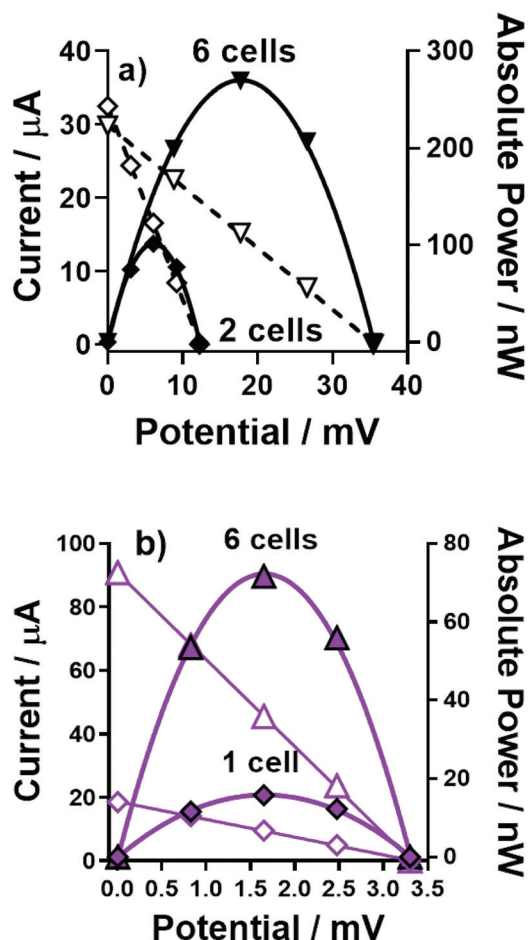 a)
6 cells
2 cells
Current / μA
40
30
20
10
0
Absolute Power / nW
300
200
100
0
0 10 20 30 40
Potential / mV
b)
6 cells
1 cell
Current / μA
100
80
60
40
20
0
Absolute Power / nW
80
60
40
20
0
0.0 0.5 1.0 1.5 2.0 2.5 3.0 3.5
Potential / mV